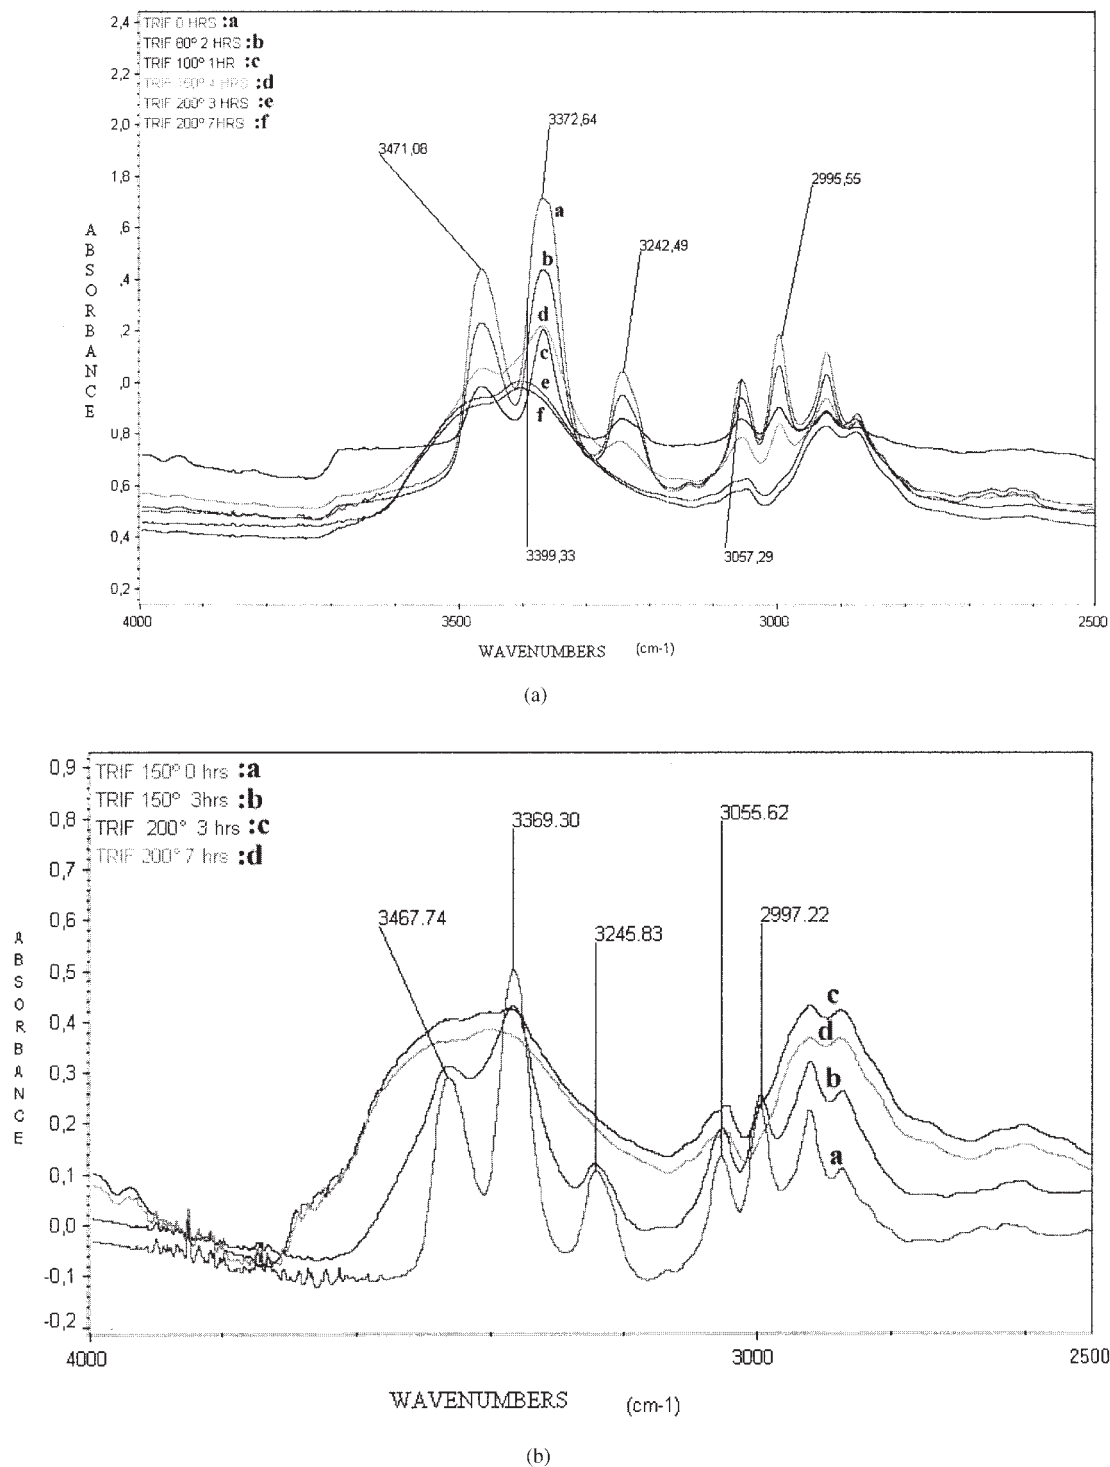 2,4
TRIF 0 HRS :a
TRIF 80° 2 HRS :b
TRIF 100° 1HR :c
TRIF 150° 4 HRS :d
TRIF 200° 3 HRS :e
TRIF 200° 7HRS :f
2,2
2,0
1,8
,6
,4
,2
,0
0,8
0,6
0,4
0,2
ABSORBANCE
3471,08
3372,64
3242,49
2995,55
3399,33
3057,29
a
b
d
c
e
f
4000
3500
3000
2500
WAVENUMBERS (cm-1)
(a)
0,9
0,8
0,7
0,6
0,5
0,4
0,3
0,2
0,1
0,0
-0,1
-0,2
TRIF 150° 0 hrs :a
TRIF 150° 3hrs :b
TRIF 200° 3 hrs :c
TRIF 200° 7 hrs :d
ABSORBANCE
3467.74
3369.30
3245.83
3055.62
2997.22
c
d
b
a
4000
3000
2500
WAVENUMBERS (cm-1)
(b)